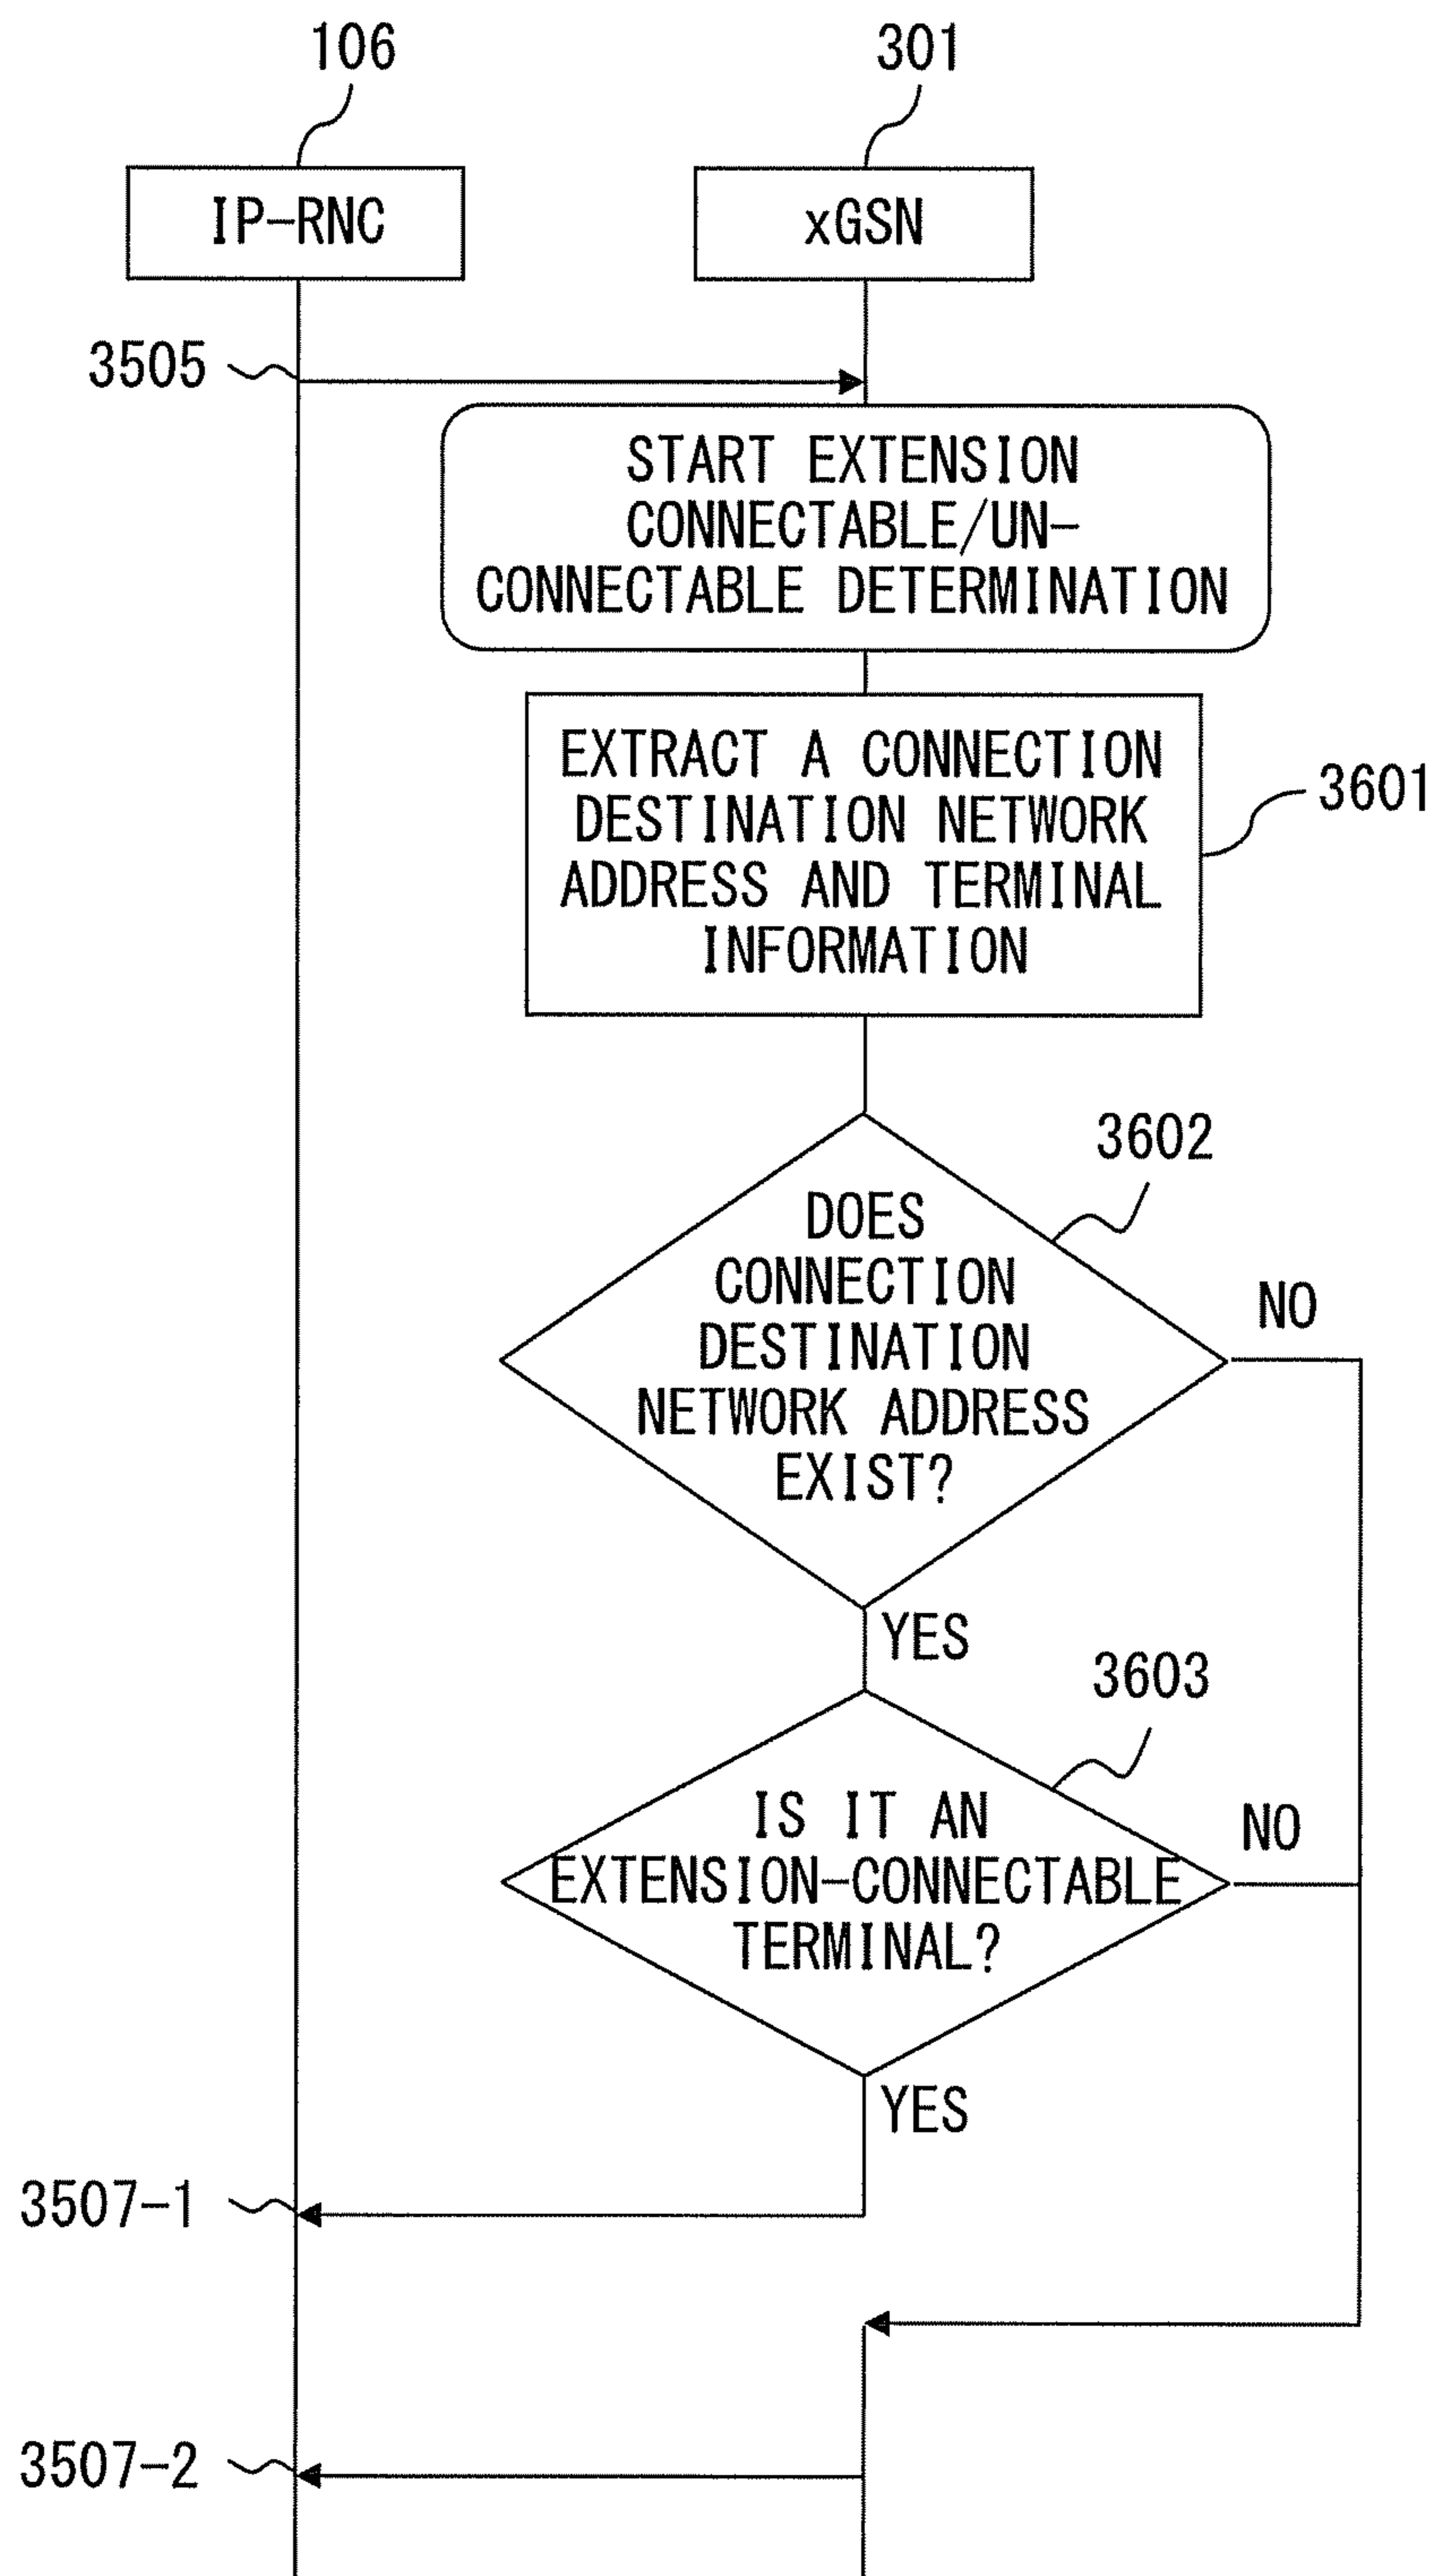 106
301
IP-RNC
xGSN
3505
START EXTENSION
CONNECTABLE/UN-
CONNECTABLE DETERMINATION
EXTRACT A CONNECTION
DESTINATION NETWORK
ADDRESS AND TERMINAL
INFORMATION
3601
3602
DOES
CONNECTION
DESTINATION
NETWORK ADDRESS
EXIST?
NO
YES
3603
IS IT AN
EXTENSION-CONNECTABLE
TERMINAL?
NO
YES
3507-1
3507-2